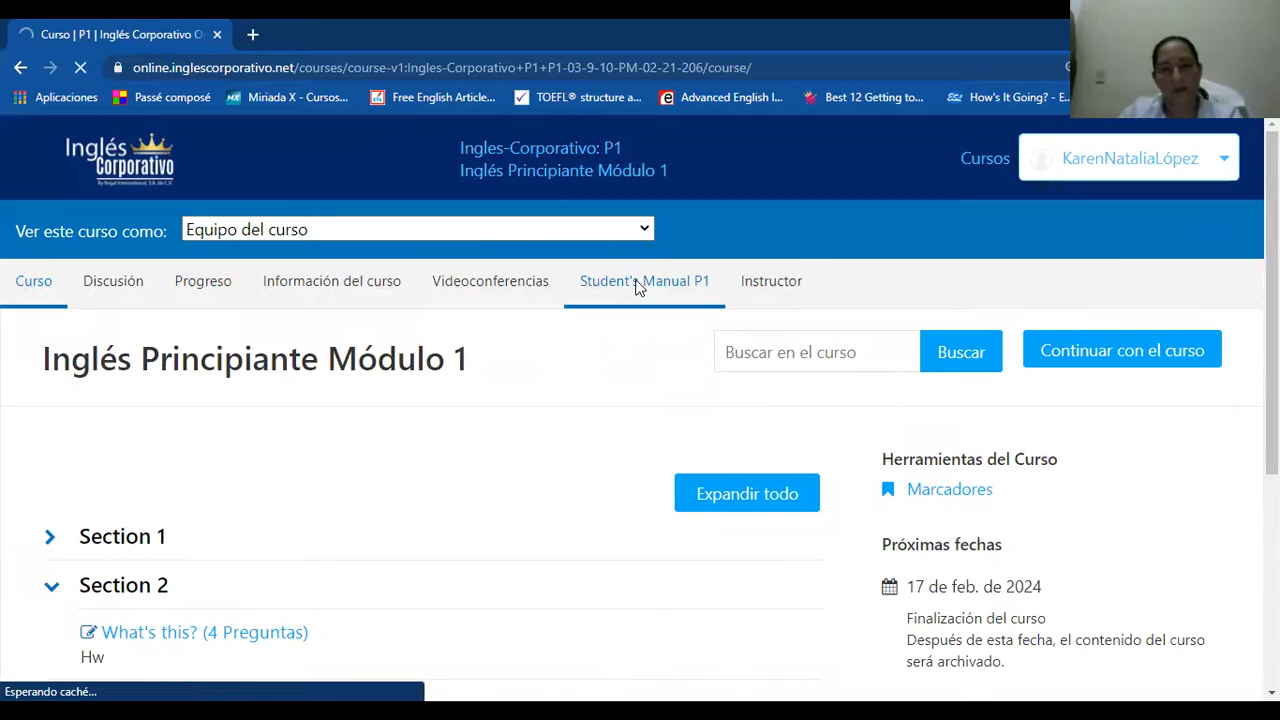 Curso | P1 | Inglés Corporativo O
online.inglescorporativo.net/courses/course-v1:Ingles-Corporativo+P1+P1-03-9-10-PM-02-21-206/course/
Aplicaciones Passé composé Miriada X - Cursos... Free English Article... TOEFL® structure a... Advanced English I... Best 12 Getting to... How's It Going? - E...
Inglés
Corporativo
By Regal International, S.A. de C.V.
Ingles-Corporativo: P1
Inglés Principiante Módulo 1
Cursos
KarenNataliaLópez
Ver este curso como: Equipo del curso
Curso Discusión Progreso Información del curso Videoconferencias Student's Manual P1 Instructor
Inglés Principiante Módulo 1
Buscar en el curso Buscar Continuar con el curso
Expandir todo
Section 1
Section 2
What's this? (4 Preguntas)
Hw
Herramientas del Curso
Marcadores
Próximas fechas
17 de feb. de 2024
Finalización del curso
Después de esta fecha, el contenido del curso
será archivado.
Esperando caché...